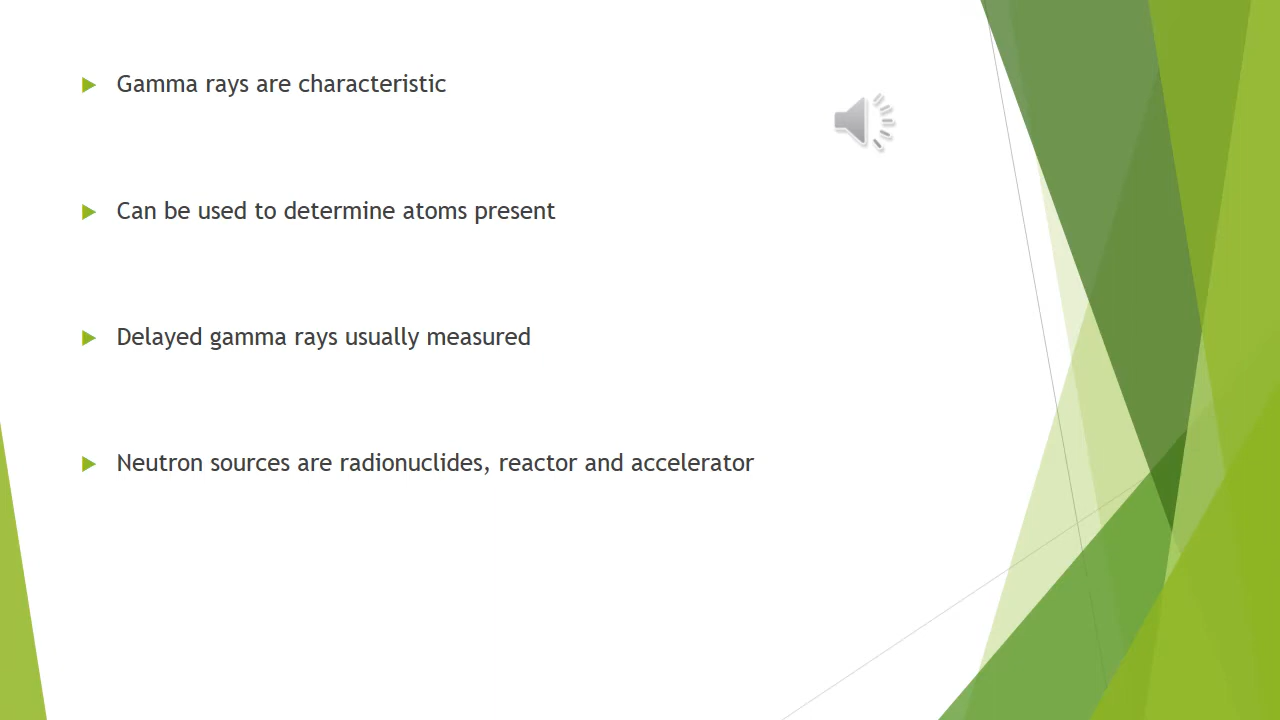 Gamma rays are characteristic
Can be used to determine atoms present
Delayed gamma rays usually measured
Neutron sources are radionuclides, reactor and accelerator